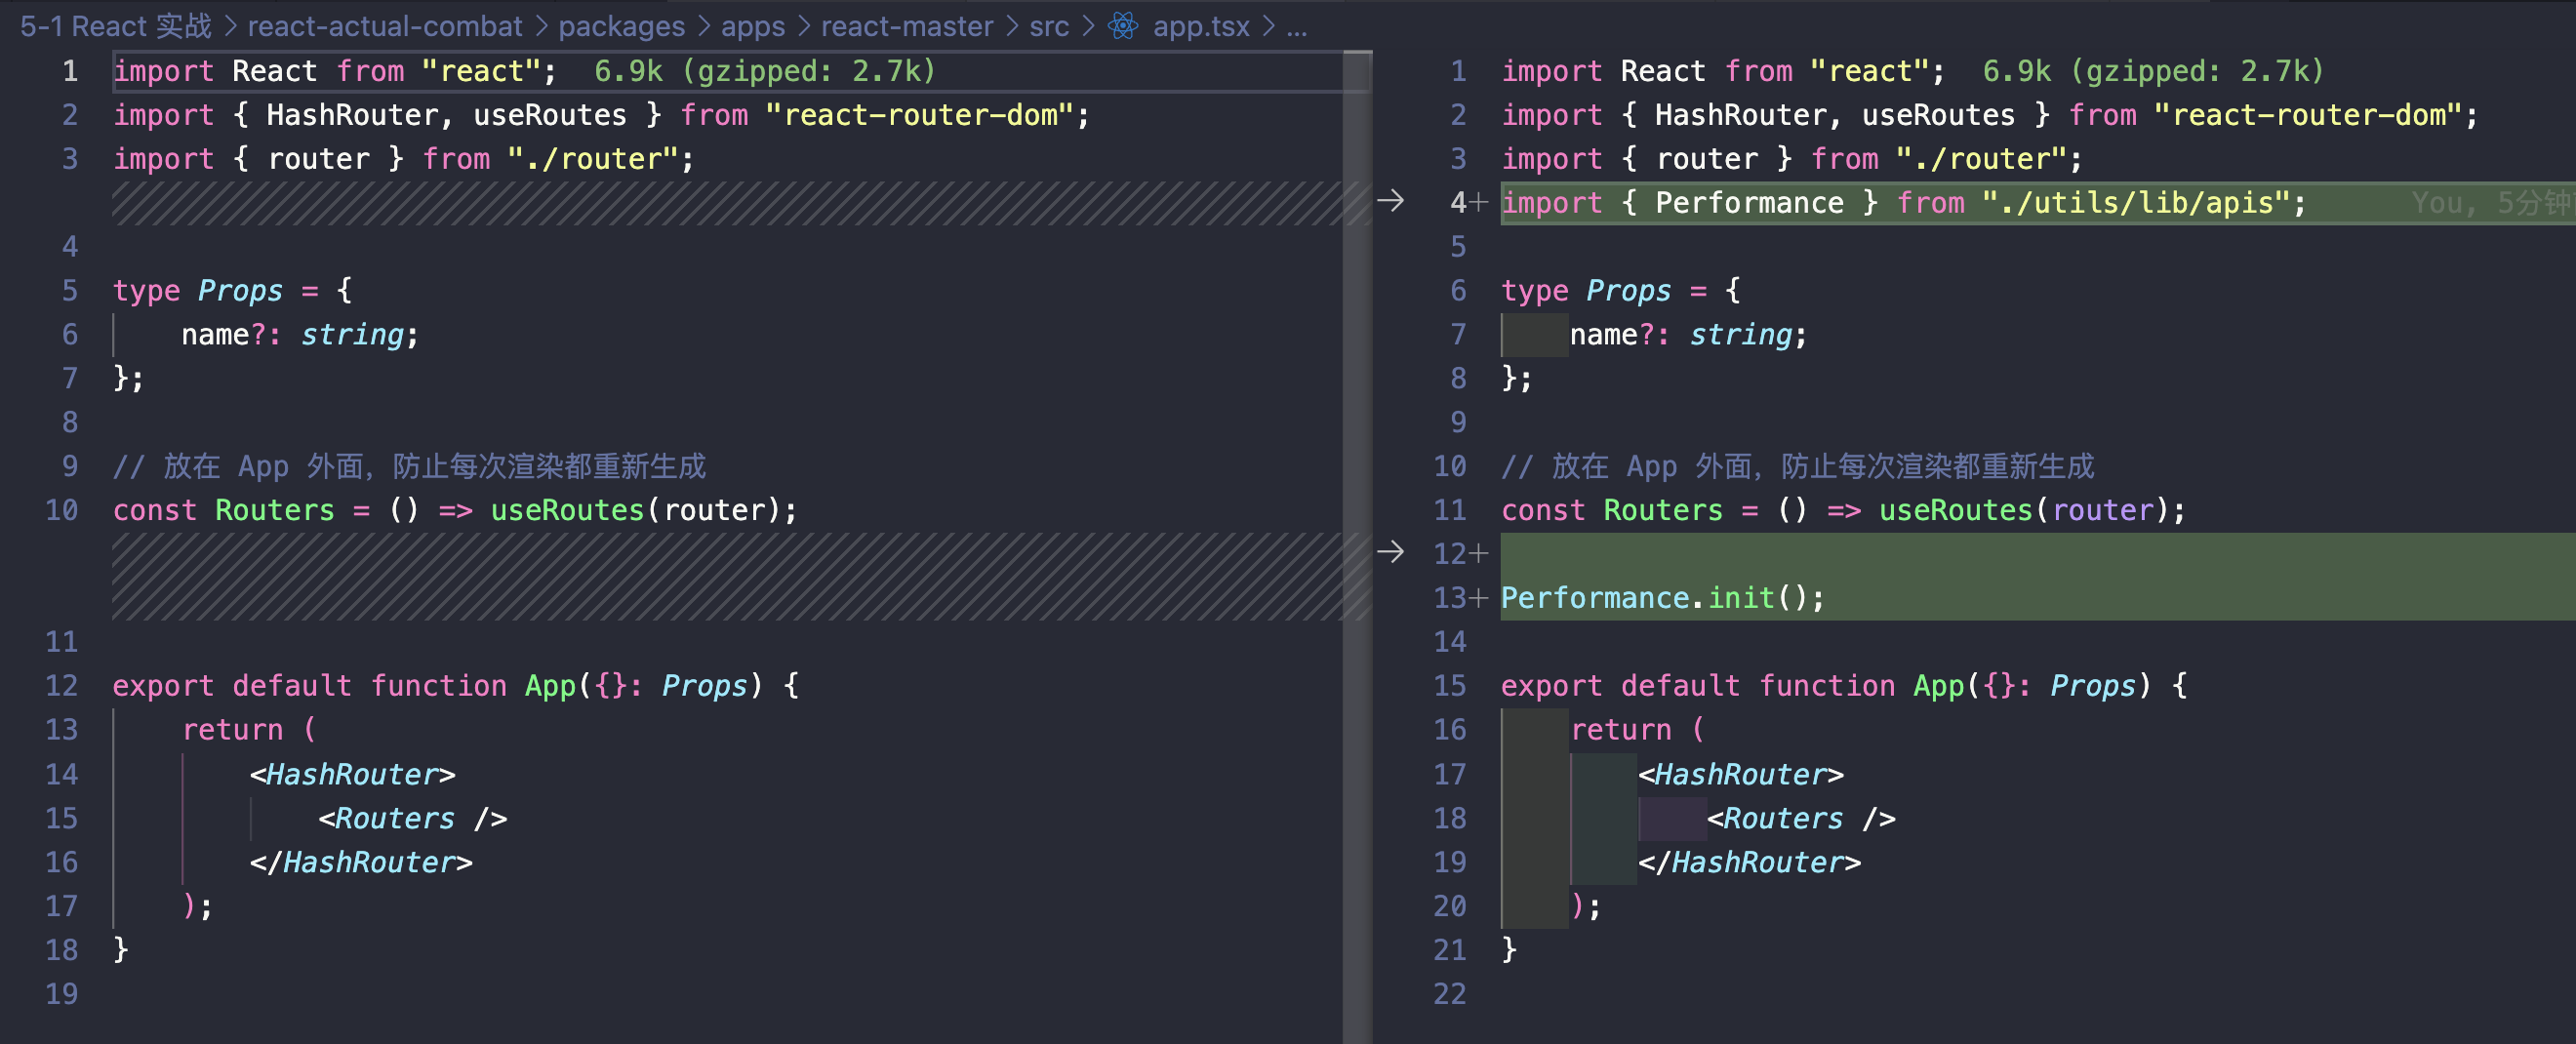 5-1 React 实战 > react-actual-combat > packages > apps > react-master > src > app.tsx > ...
1 import React from "react"; 6.9k (gzipped: 2.7k)
2 import { HashRouter, useRoutes } from "react-router-dom";
3 import { router } from "./router";
4
5 type Props = {
6 name?: string;
7 };
8
9 // 放在 App 外面，防止每次渲染都重新生成
10 const Routers = () => useRoutes(router);
11
12 export default function App({}: Props) {
13 return (
14 <HashRouter>
15 <Routers />
16 </HashRouter>
17 );
18 }
19
1 import React from "react"; 6.9k (gzipped: 2.7k)
2 import { HashRouter, useRoutes } from "react-router-dom";
3 import { router } from "./router";
4+ import { Performance } from "./utils/lib/apis"; You, 5分钟
5
6 type Props = {
7 name?: string;
8 };
9
10 // 放在 App 外面，防止每次渲染都重新生成
11 const Routers = () => useRoutes(router);
12+
13+ Performance.init();
14
15 export default function App({}: Props) {
16 return (
17 <HashRouter>
18 <Routers />
19 </HashRouter>
20 );
21 }
22